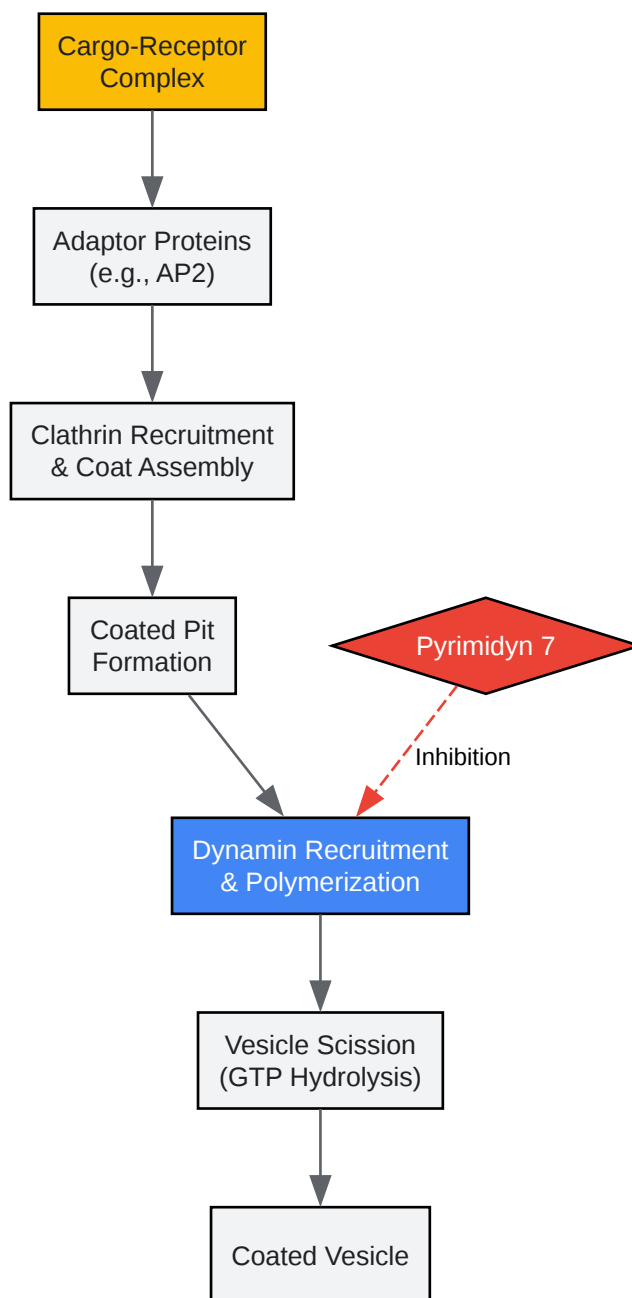 Cargo-Receptor
Complex
Adaptor Proteins
(e.g., AP2)
Clathrin Recruitment
& Coat Assembly
Coated Pit
Formation
Pyrimidyn 7
Inhibition
Dynamin Recruitment
& Polymerization
Vesicle Scission
(GTP Hydrolysis)
Coated Vesicle